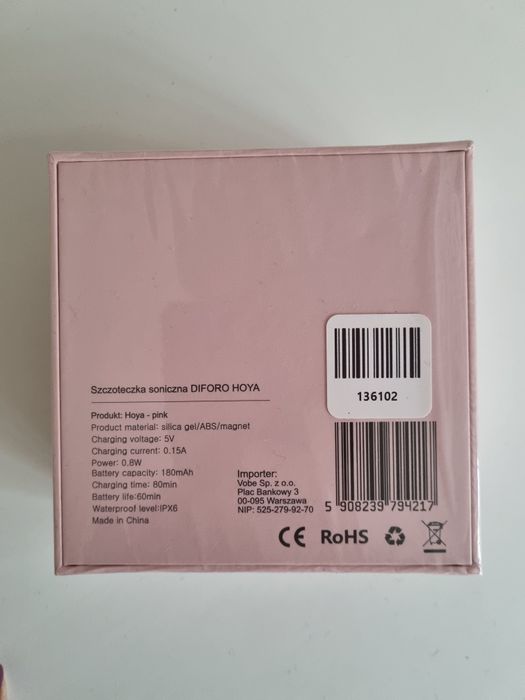 136102
Szczoteczka soniczna DIFORO HOYA
Produkt: Hoya - pink
Product material: silica gel/ABS/magnet
Charging voltage: 5V
Charging current: 0.15A
Power: 0.8W
Battery capacity: 180mAh
Charging time: 80min
Battery life:60min
Waterproof level:IPX6
Made in China
Importer:
Vobe Sp. z o.o.
Plac Bankowy 3
00-095 Warszawa
NIP: 525-279-92-70
5 908239 794217
CE RoHS